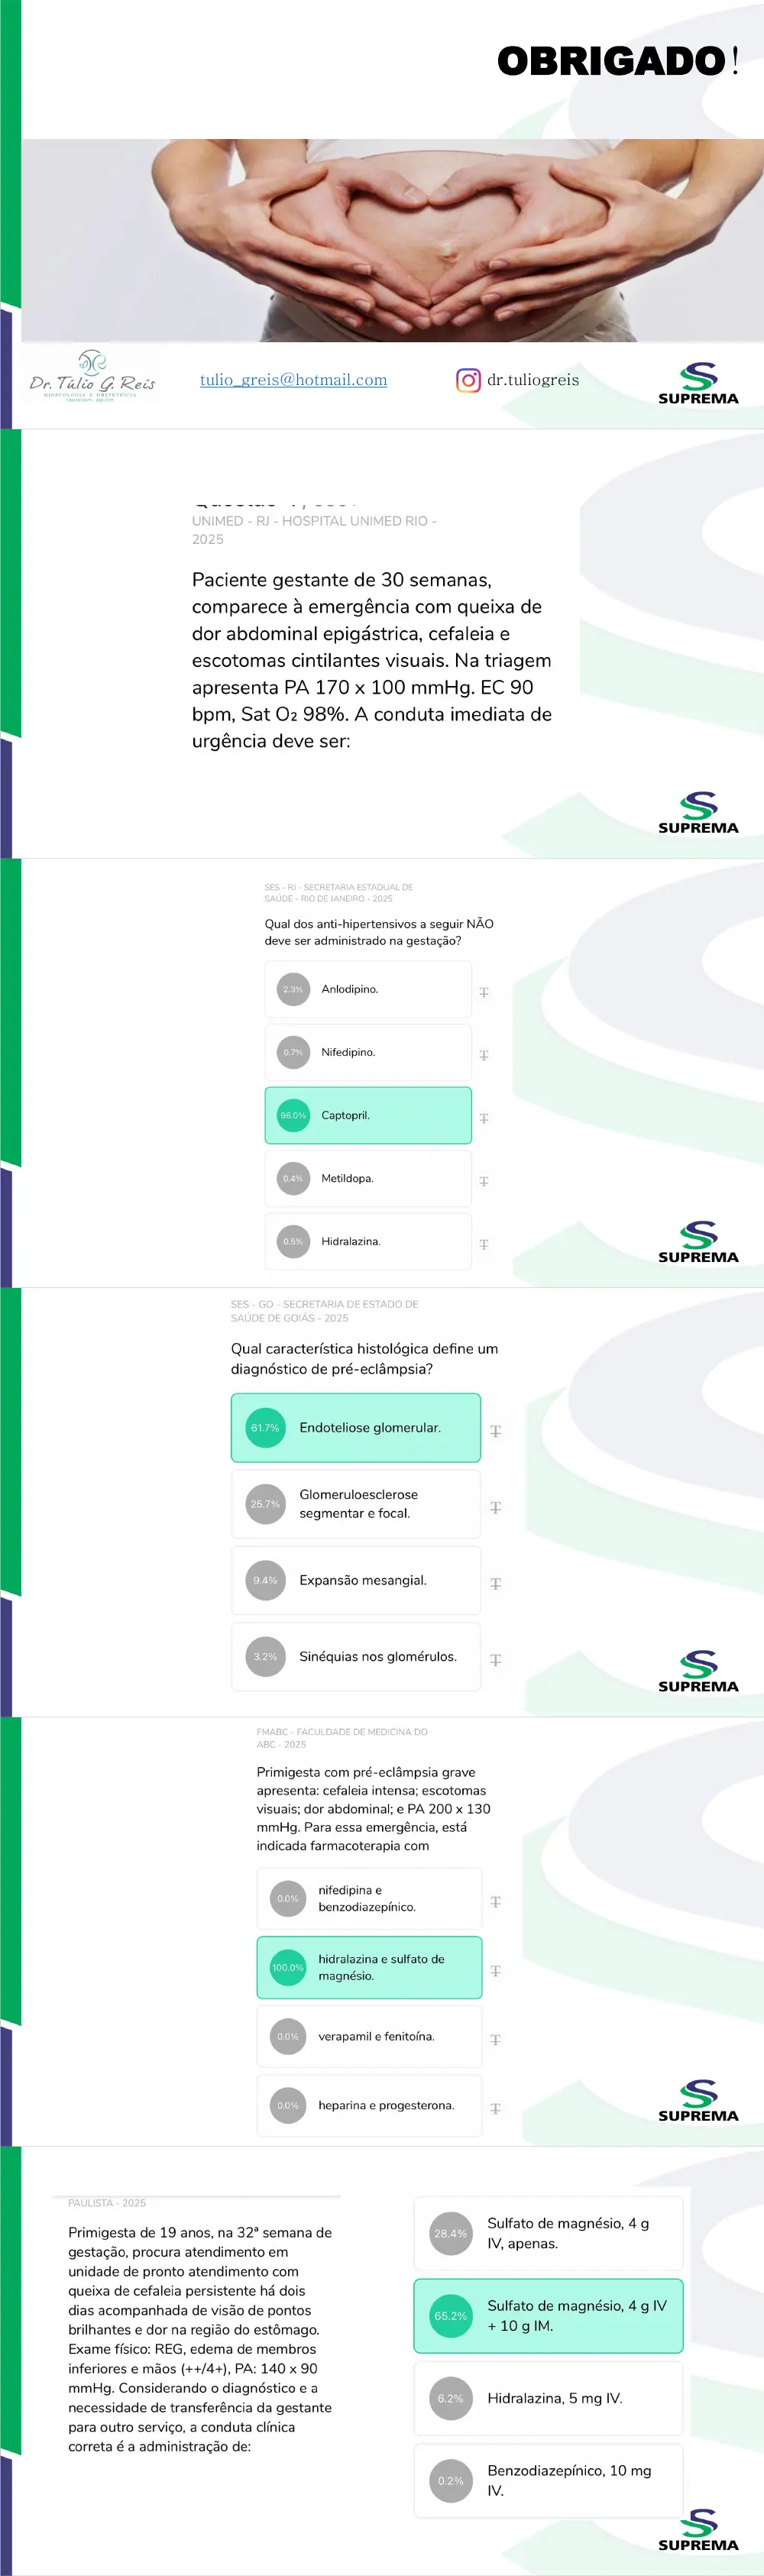 OBRIGADO!
Dr. Túlio G. Reis
GINECOLOGIA E OBSTETRÍCIA
tulio_greis@hotmail.com
dr.tuliogreis
SUPREMA
UNIMED - RJ - HOSPITAL UNIMED RIO -
2025
Paciente gestante de 30 semanas,
comparece à emergência com queixa de
dor abdominal epigástrica, cefaleia e
escotomas cintilantes visuais. Na triagem
apresenta PA 170 x 100 mmHg. EC 90
bpm, Sat O₂ 98%. A conduta imediata de
urgência deve ser:
SUPREMA
SES - RJ - SECRETARIA ESTADUAL DE
SAÚDE - RIO DE JANEIRO - 2025
Qual dos anti-hipertensivos a seguir NÃO
deve ser administrado na gestação?
2.3% Anlodipino.
0.7% Nifedipino.
96.0% Captopril.
0.4% Metildopa.
0.5% Hidralazina.
SUPREMA
SES - GO - SECRETARIA DE ESTADO DE
SAÚDE DE GOIÁS - 2025
Qual característica histológica define um
diagnóstico de pré-eclâmpsia?
61.7% Endoteliose glomerular.
25.7% Glomeruloesclerose
segmentar e focal.
9.4% Expansão mesangial.
3.2% Sinéquias nos glomérulos.
SUPREMA
FMABC - FACULDADE DE MEDICINA DO
ABC - 2025
Primigesta com pré-eclâmpsia grave
apresenta: cefaleia intensa; escotomas
visuais; dor abdominal; e PA 200 x 130
mmHg. Para essa emergência, está
indicada farmacoterapia com
0.0% nifedipina e
benzodiazepínico.
100.0% hidralazina e sulfato de
magnésio.
0.0% verapamil e fenitoína.
0.0% heparina e progesterona.
SUPREMA
PAULISTA - 2025
Primigesta de 19 anos, na 32ª semana de
gestação, procura atendimento em
unidade de pronto atendimento com
queixa de cefaleia persistente há dois
dias acompanhada de visão de pontos
brilhantes e dor na região do estômago.
Exame físico: REG, edema de membros
inferiores e mãos (++/4+), PA: 140 x 90
mmHg. Considerando o diagnóstico e a
necessidade de transferência da gestante
para outro serviço, a conduta clínica
correta é a administração de:
28.4% Sulfato de magnésio, 4 g
IV, apenas.
65.2% Sulfato de magnésio, 4 g IV
+ 10 g IM.
6.2% Hidralazina, 5 mg IV.
0.2% Benzodiazepínico, 10 mg
IV.
SUPREMA